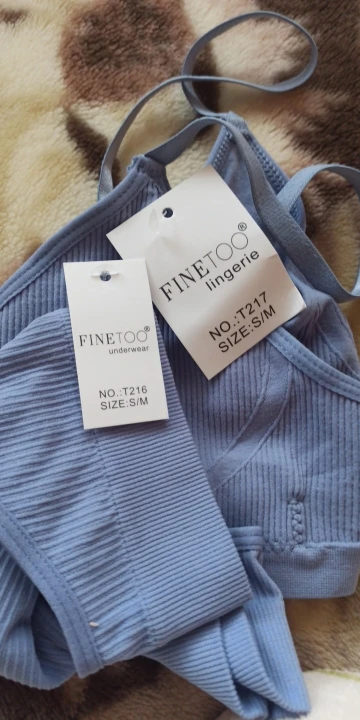 FINETOO®
lingerie
NO.:T217
SIZE:S/M
FINETOO®
underwear
NO.:T216
SIZE:S/M